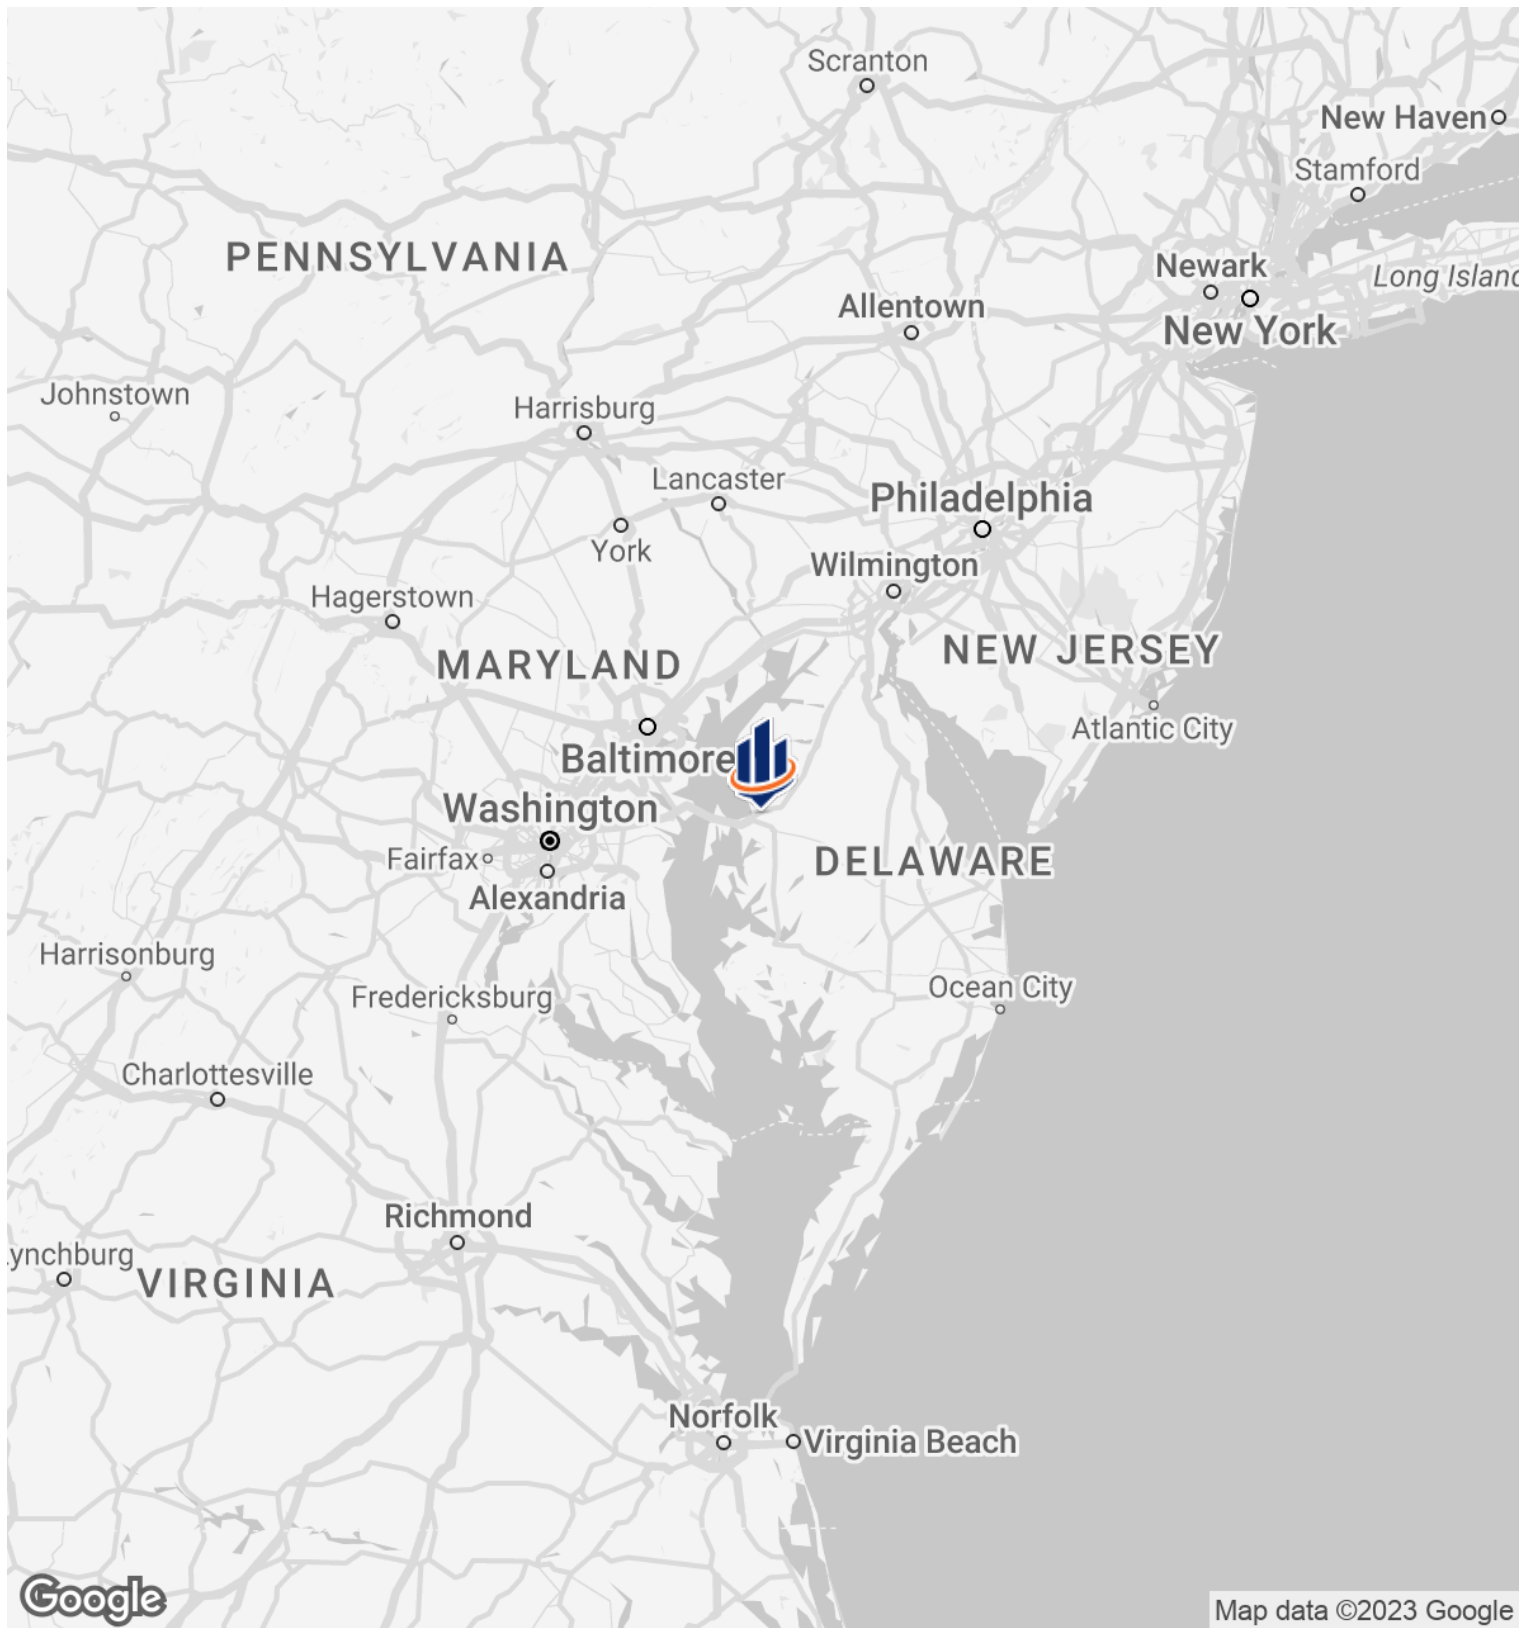 Scranton
New Haven
Stamford
PENNSYLVANIA
Newark
Long Island
Allentown
New York
Johnstown
Harrisburg
Lancaster
Philadelphia
York
Wilmington
Hagerstown
MARYLAND
NEW JERSEY
Atlantic City
Baltimore
Washington
Fairfax
DELAWARE
Alexandria
Harrisonburg
Ocean City
Fredericksburg
Charlottesville
Richmond
ynchburg
VIRGINIA
Norfolk
Virginia Beach
Google
Map data ©2023 Google